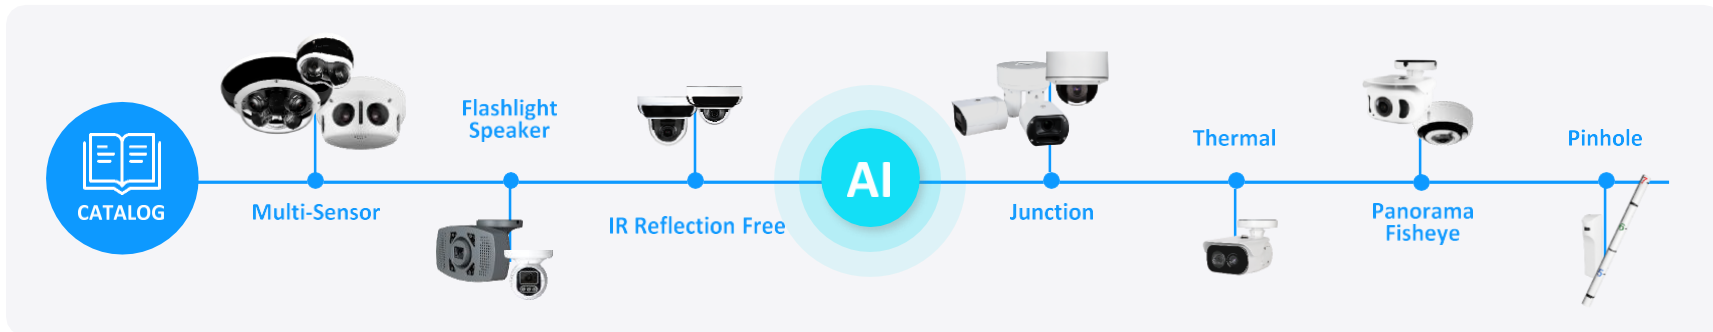 CATALOG
Multi-Sensor
Flashlight
Speaker
IR Reflection Free
AI
Junction
Thermal
Panorama
Fisheye
Pinhole